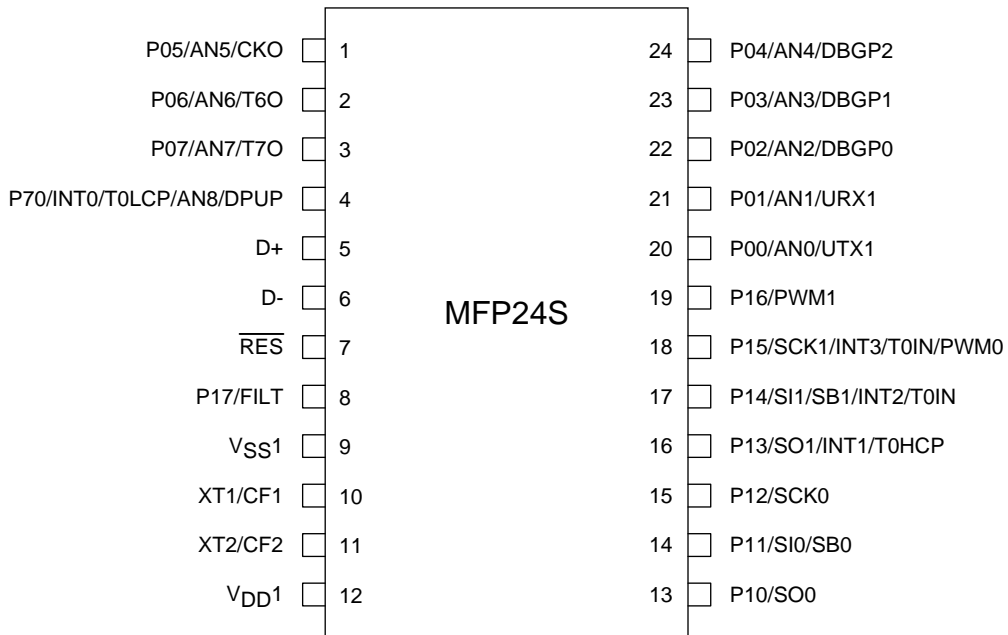 P05/AN5/CKO 1 24 P04/AN4/DBGP2
P06/AN6/T6O 2 23 P03/AN3/DBGP1
P07/AN7/T7O 3 22 P02/AN2/DBGP0
P70/INT0/T0LCP/AN8/DPUP 4 21 P01/AN1/URX1
D+ 5 20 P00/AN0/UTX1
D- 6 19 P16/PWM1
MFP24S
RES 7 18 P15/SCK1/INT3/T0IN/PWM0
P17/FILT 8 17 P14/SI1/SB1/INT2/T0IN
VSS1 9 16 P13/SO1/INT1/T0HCP
XT1/CF1 10 15 P12/SCK0
XT2/CF2 11 14 P11/SI0/SB0
VDD1 12 13 P10/SO0